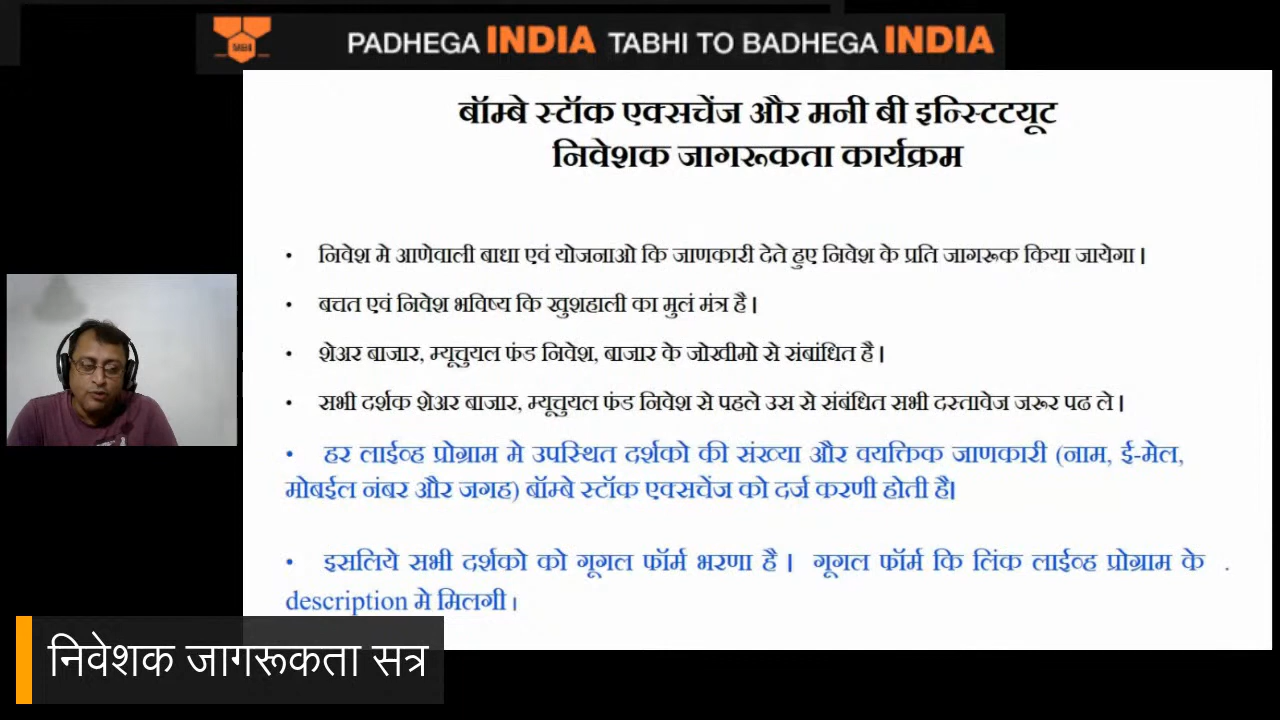 MBI
PADHEGA INDIA TABHI TO BADHEGA INDIA
बॉम्बे स्टॉक एक्सचेंज और मनी बी इन्स्टिटयूट
निवेशक जागरूकता कार्यक्रम
• निवेश मे आणेवाली बाधा एवं योजनाओ कि जाणकारी देते हुए निवेश के प्रति जागरूक किया जायेगा |
• बचत एवं निवेश भविष्य कि खुशहाली का मुलं मंत्र है |
• शेअर बाजार, म्यूचुयल फंड निवेश, बाजार के जोखीमो से संबांधित है |
• सभी दर्शक शेअर बाजार, म्यूचुयल फंड निवेश से पहले उस से संबंधित सभी दस्तावेज जरूर पढ ले |
• हर लाईव्ह प्रोग्राम मे उपस्थित दर्शको की संख्या और वयक्तिक जाणकारी (नाम, ई-मेल,
मोबईल नंबर और जगह) बॉम्बे स्टॉक एक्सचेंज को दर्ज करणी होती है|
• इसलिये सभी दर्शको को गूगल फॉर्म भरणा है | गूगल फॉर्म कि लिंक लाईव्ह प्रोग्राम के .
description मे मिलगी।
निवेशक जागरूकता सत्र